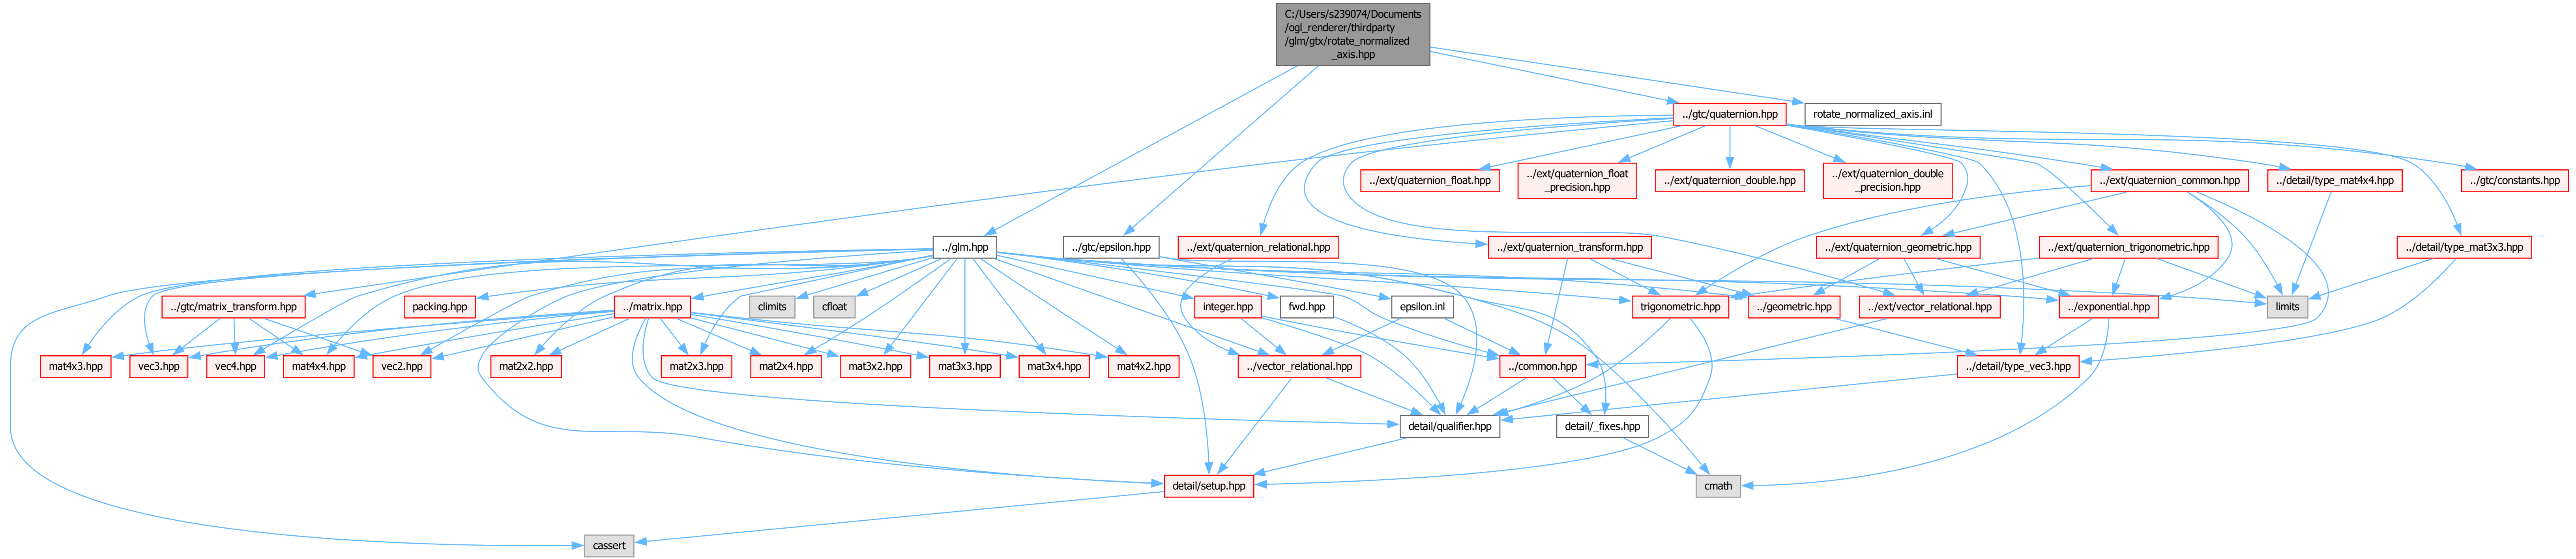 C:/Users/s239074/Documents
/ogl_renderer/thirdparty
/glm/gtx/rotate_normalized
_axis.hpp
../gtc/quaternion.hpp
rotate_normalized_axis.inl
../ext/quaternion_float.hpp
../ext/quaternion_float
_precision.hpp
../ext/quaternion_double.hpp
../ext/quaternion_double
_precision.hpp
../ext/quaternion_common.hpp
../detail/type_mat4x4.hpp
../gtc/constants.hpp
../glm.hpp
../gtc/epsilon.hpp
../ext/quaternion_relational.hpp
../ext/quaternion_transform.hpp
../ext/quaternion_geometric.hpp
../ext/quaternion_trigonometric.hpp
../detail/type_mat3x3.hpp
../gtc/matrix_transform.hpp
packing.hpp
../matrix.hpp
climits
cfloat
integer.hpp
fwd.hpp
epsilon.inl
trigonometric.hpp
../geometric.hpp
../ext/vector_relational.hpp
../exponential.hpp
limits
mat4x3.hpp
vec3.hpp
vec4.hpp
mat4x4.hpp
vec2.hpp
mat2x2.hpp
mat2x3.hpp
mat2x4.hpp
mat3x2.hpp
mat3x3.hpp
mat3x4.hpp
mat4x2.hpp
../vector_relational.hpp
../common.hpp
../detail/type_vec3.hpp
detail/qualifier.hpp
detail/_fixes.hpp
detail/setup.hpp
cmath
cassert